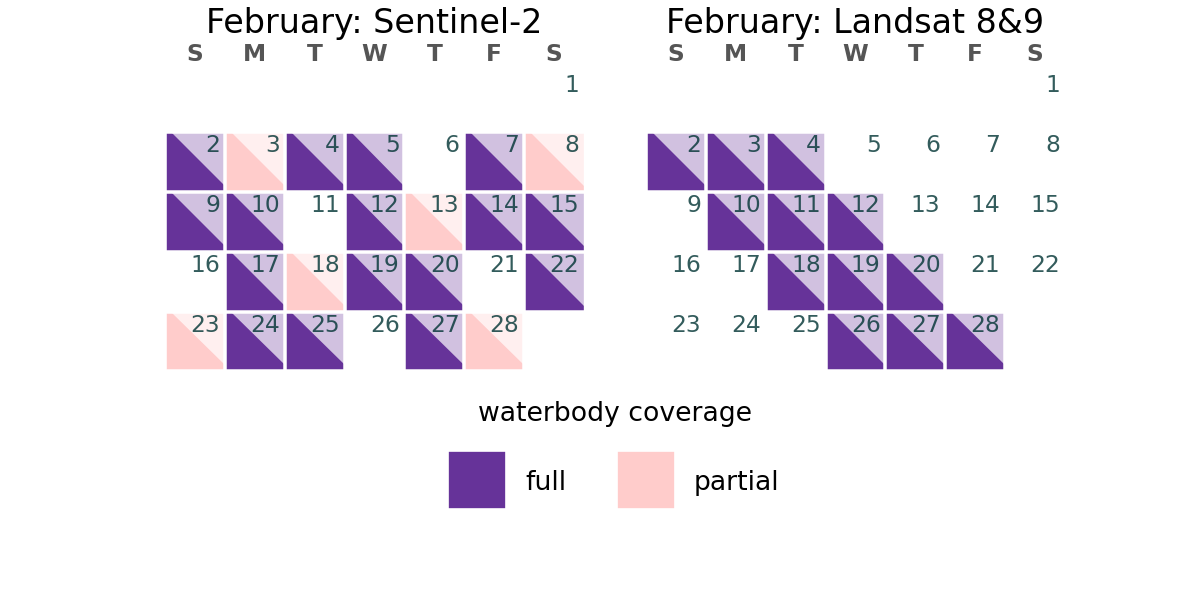 February: Sentinel-2
S M T W T F S
1
2 3 4 5 6 7 8
9 10 11 12 13 14 15
16 17 18 19 20 21 22
23 24 25 26 27 28
February: Landsat 8&9
S M T W T F S
1
2 3 4 5 6 7 8
9 10 11 12 13 14 15
16 17 18 19 20 21 22
23 24 25 26 27 28
waterbody coverage
full partial